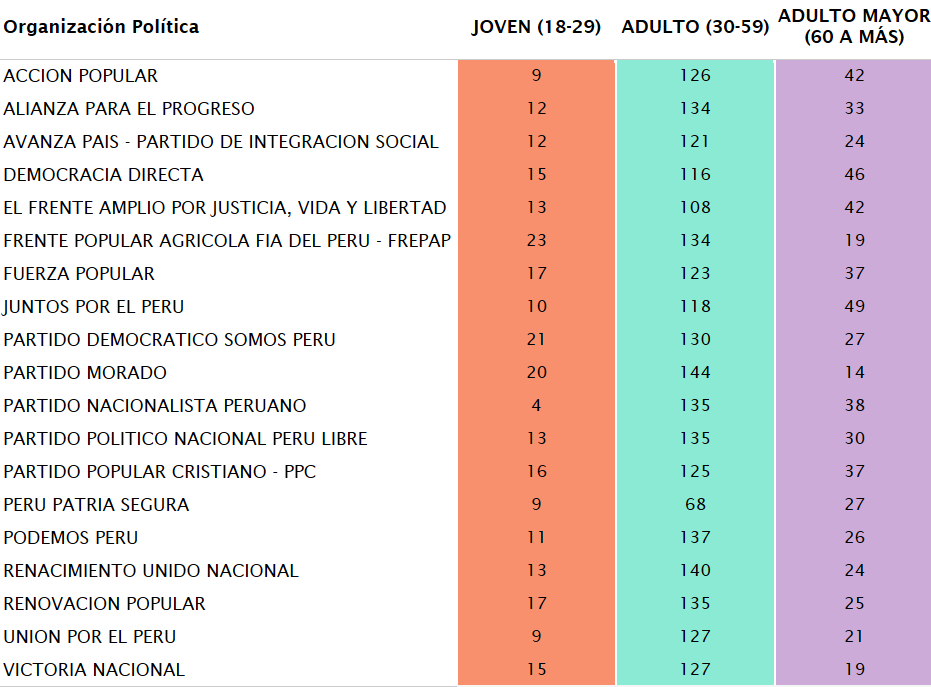 Organización Política JOVEN (18-29) ADULTO (30-59) ADULTO MAYOR (60 A MÁS)
ACCION POPULAR 9 126 42
ALIANZA PARA EL PROGRESO 12 134 33
AVANZA PAIS - PARTIDO DE INTEGRACION SOCIAL 12 121 24
DEMOCRACIA DIRECTA 15 116 46
EL FRENTE AMPLIO POR JUSTICIA, VIDA Y LIBERTAD 13 108 42
FRENTE POPULAR AGRICOLA FIA DEL PERU - FREPAP 23 134 19
FUERZA POPULAR 17 123 37
JUNTOS POR EL PERU 10 118 49
PARTIDO DEMOCRATICO SOMOS PERU 21 130 27
PARTIDO MORADO 20 144 14
PARTIDO NACIONALISTA PERUANO 4 135 38
PARTIDO POLITICO NACIONAL PERU LIBRE 13 135 30
PARTIDO POPULAR CRISTIANO - PPC 16 125 37
PERU PATRIA SEGURA 9 68 27
PODEMOS PERU 11 137 26
RENACIMIENTO UNIDO NACIONAL 13 140 24
RENOVACION POPULAR 17 135 25
UNION POR EL PERU 9 127 21
VICTORIA NACIONAL 15 127 19